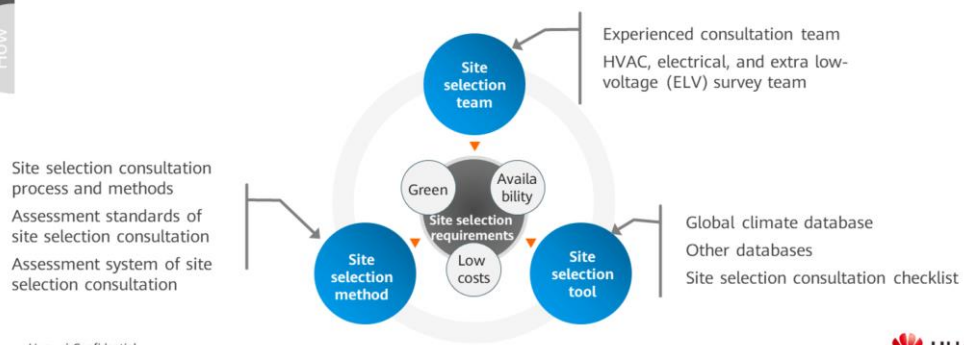 How
Experienced consultation team
HVAC, electrical, and extra low-
voltage (ELV) survey team
Site
selection
team
Site selection consultation
process and methods
Assessment standards of
site selection consultation
Assessment system of site
selection consultation
Green
Availa
bility
Site selection
requirements
Low
costs
Site
selection
method
Site
selection
tool
Global climate database
Other databases
Site selection consultation checklist